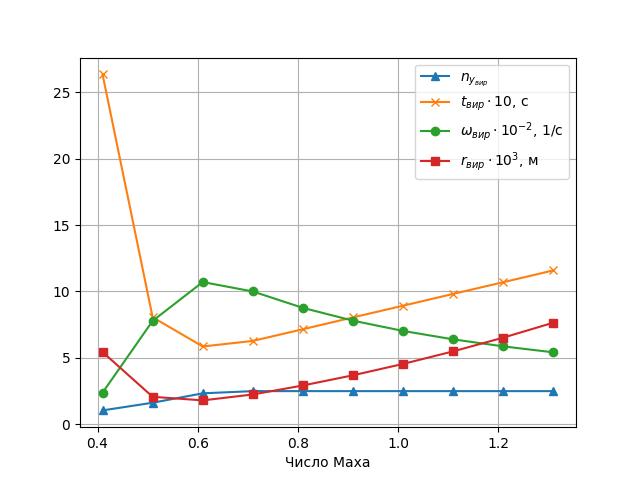 n_{y_{вир}}
t_{вир} · 10, с
ω_{вир} · 10^{−2}, 1/с
r_{вир} · 10^{3}, м
25
20
15
10
5
0
0.4 0.6 0.8 1.0 1.2
Число Маха